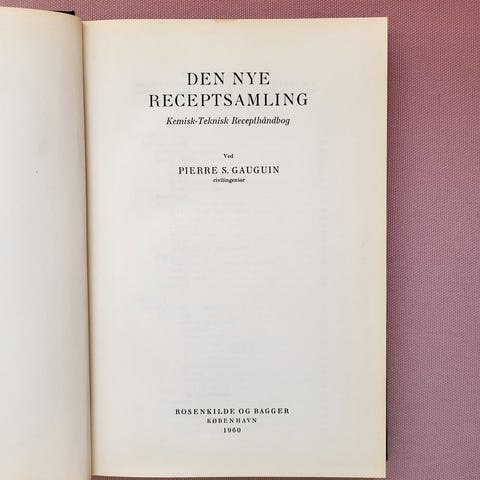 DEN NYE
RECEPTSAMLING
Kemisk-Teknisk Recepthåndbog
Ved
PIERRE S. GAUGUIN
civilingeniør
ROSENKILDE OG BAGGER
KØBENHAVN
1960